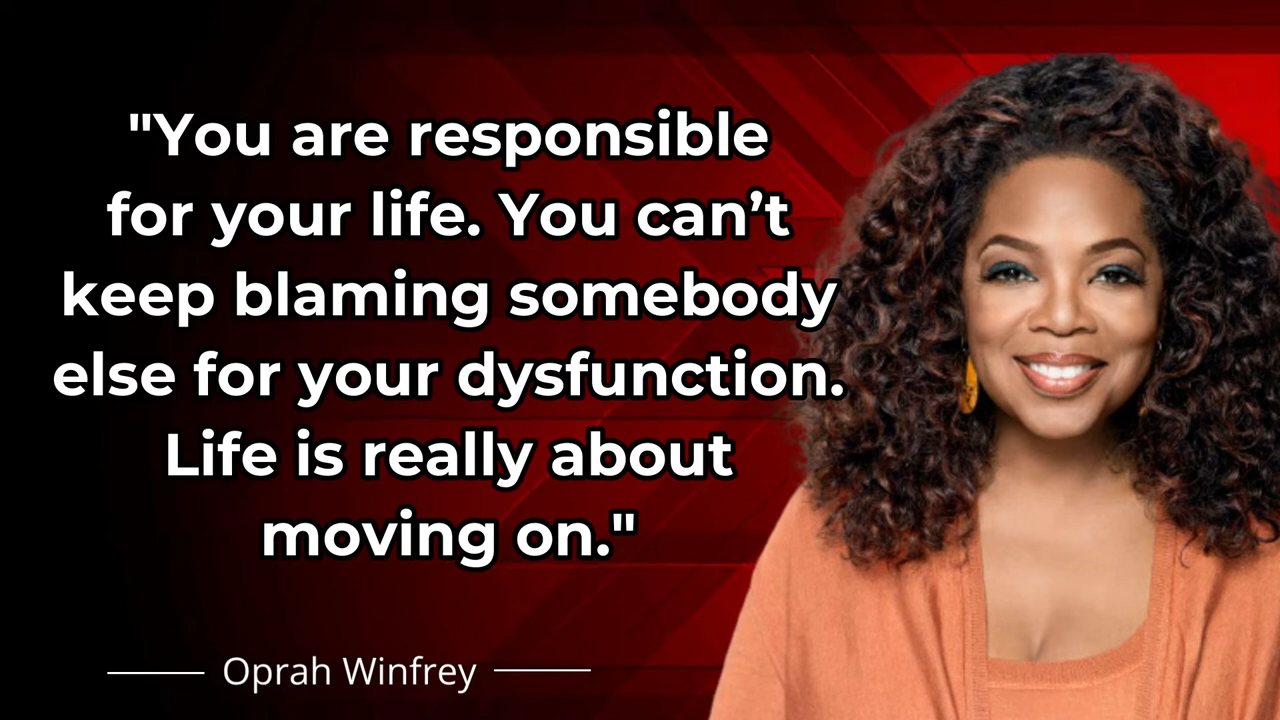 "You are responsible
for your life. You can’t
keep blaming somebody
else for your dysfunction.
Life is really about
moving on."
Oprah Winfrey